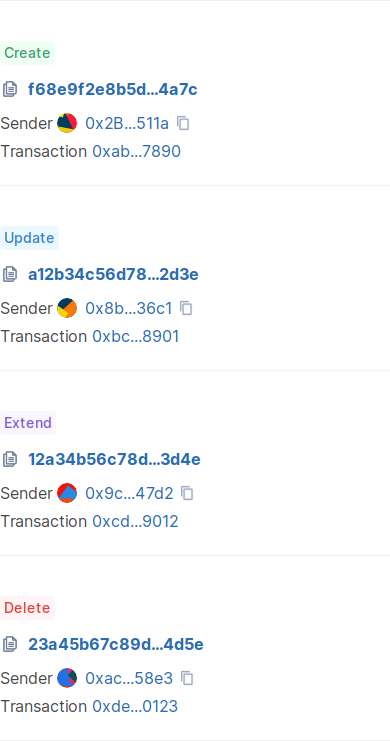 Create
f68e9f2e8b5d...4a7c
Sender 0x2B...511a
Transaction 0xab...7890
Update
a12b34c56d78...2d3e
Sender 0x8b...36c1
Transaction 0xbc...8901
Extend
12a34b56c78d...3d4e
Sender 0x9c...47d2
Transaction 0xcd...9012
Delete
23a45b67c89d...4d5e
Sender 0xac...58e3
Transaction 0xde...0123